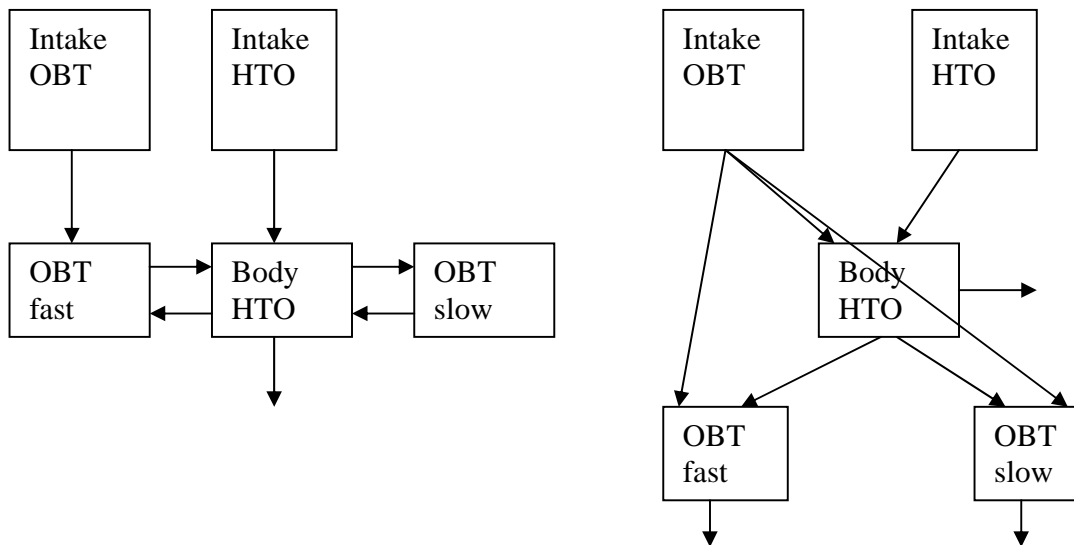 Intake
OBT
Intake
HTO
OBT
fast
Body
HTO
OBT
slow
Intake
OBT
Intake
HTO
Body
HTO
OBT
fast
OBT
slow